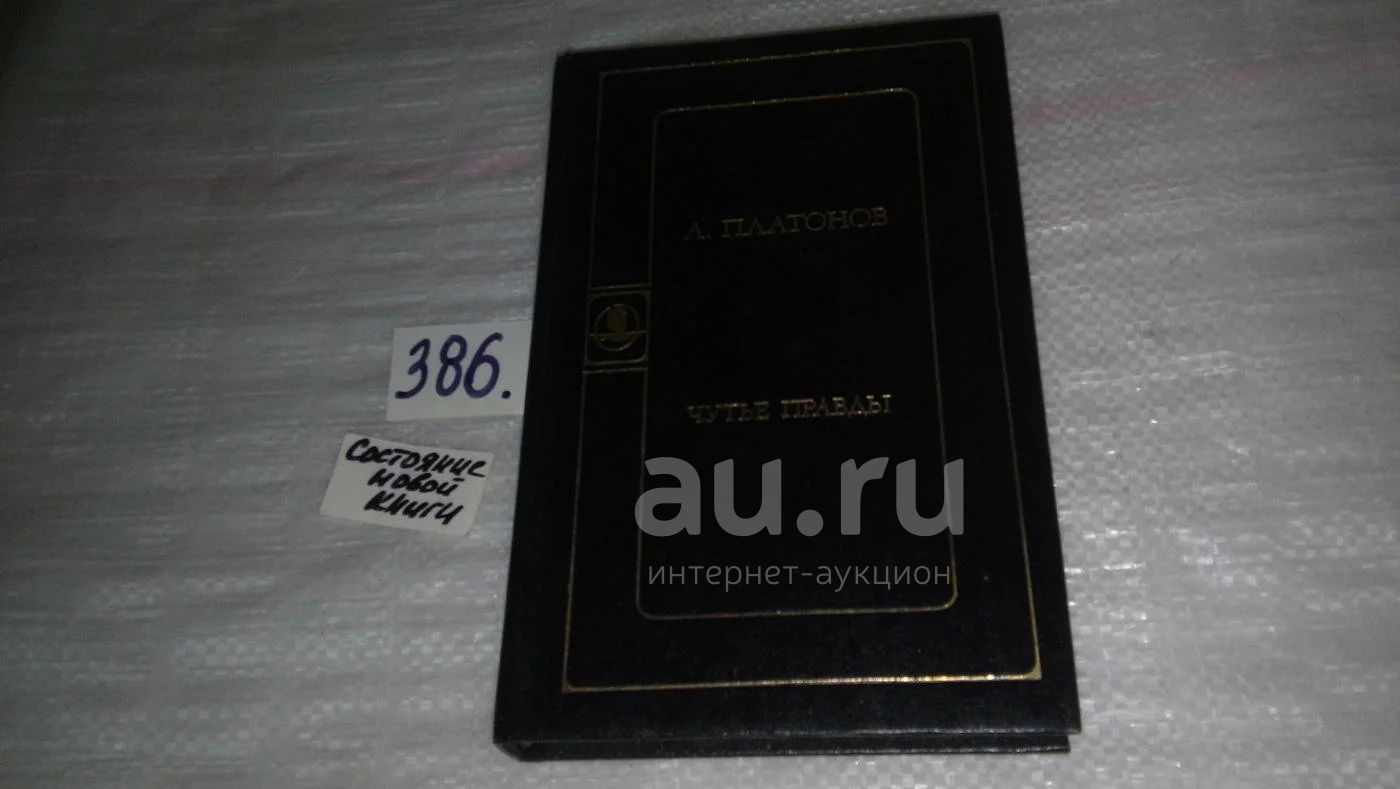 А. ПЛАТОНОВ
ЧУТЬЕ ПРАВДЫ
386.
Состояние
новой
книги
au.ru
интернет-аукцион